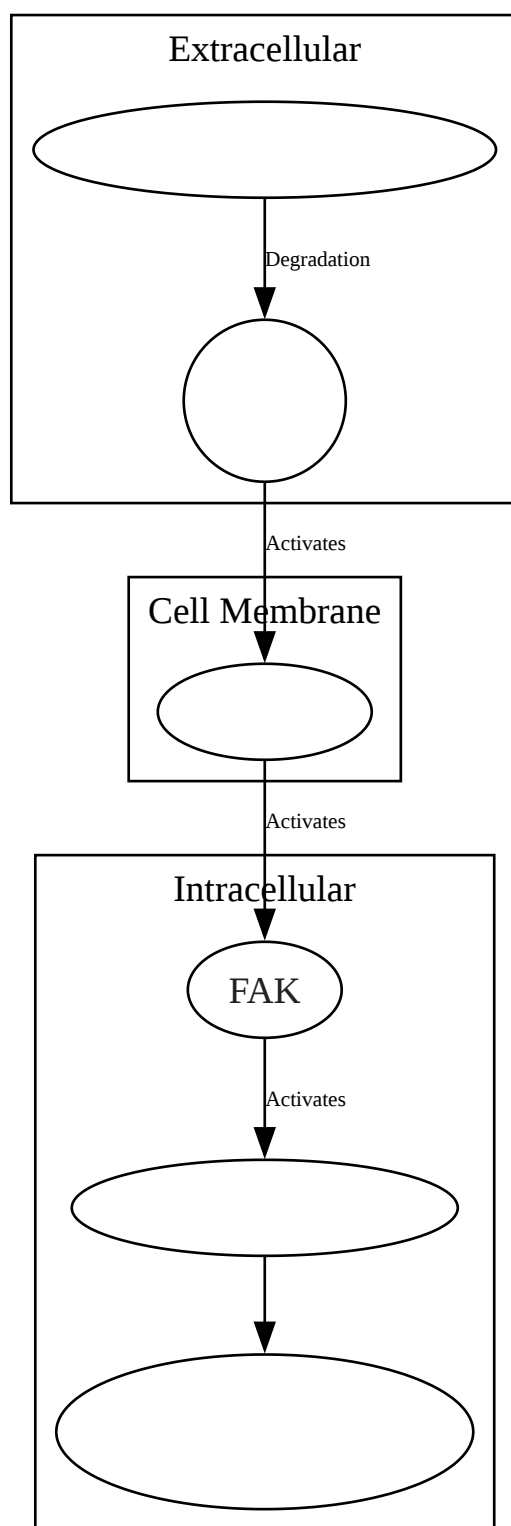 Extracellular
Degradation
Activates
Cell Membrane
Activates
Intracellular
FAK
Activates